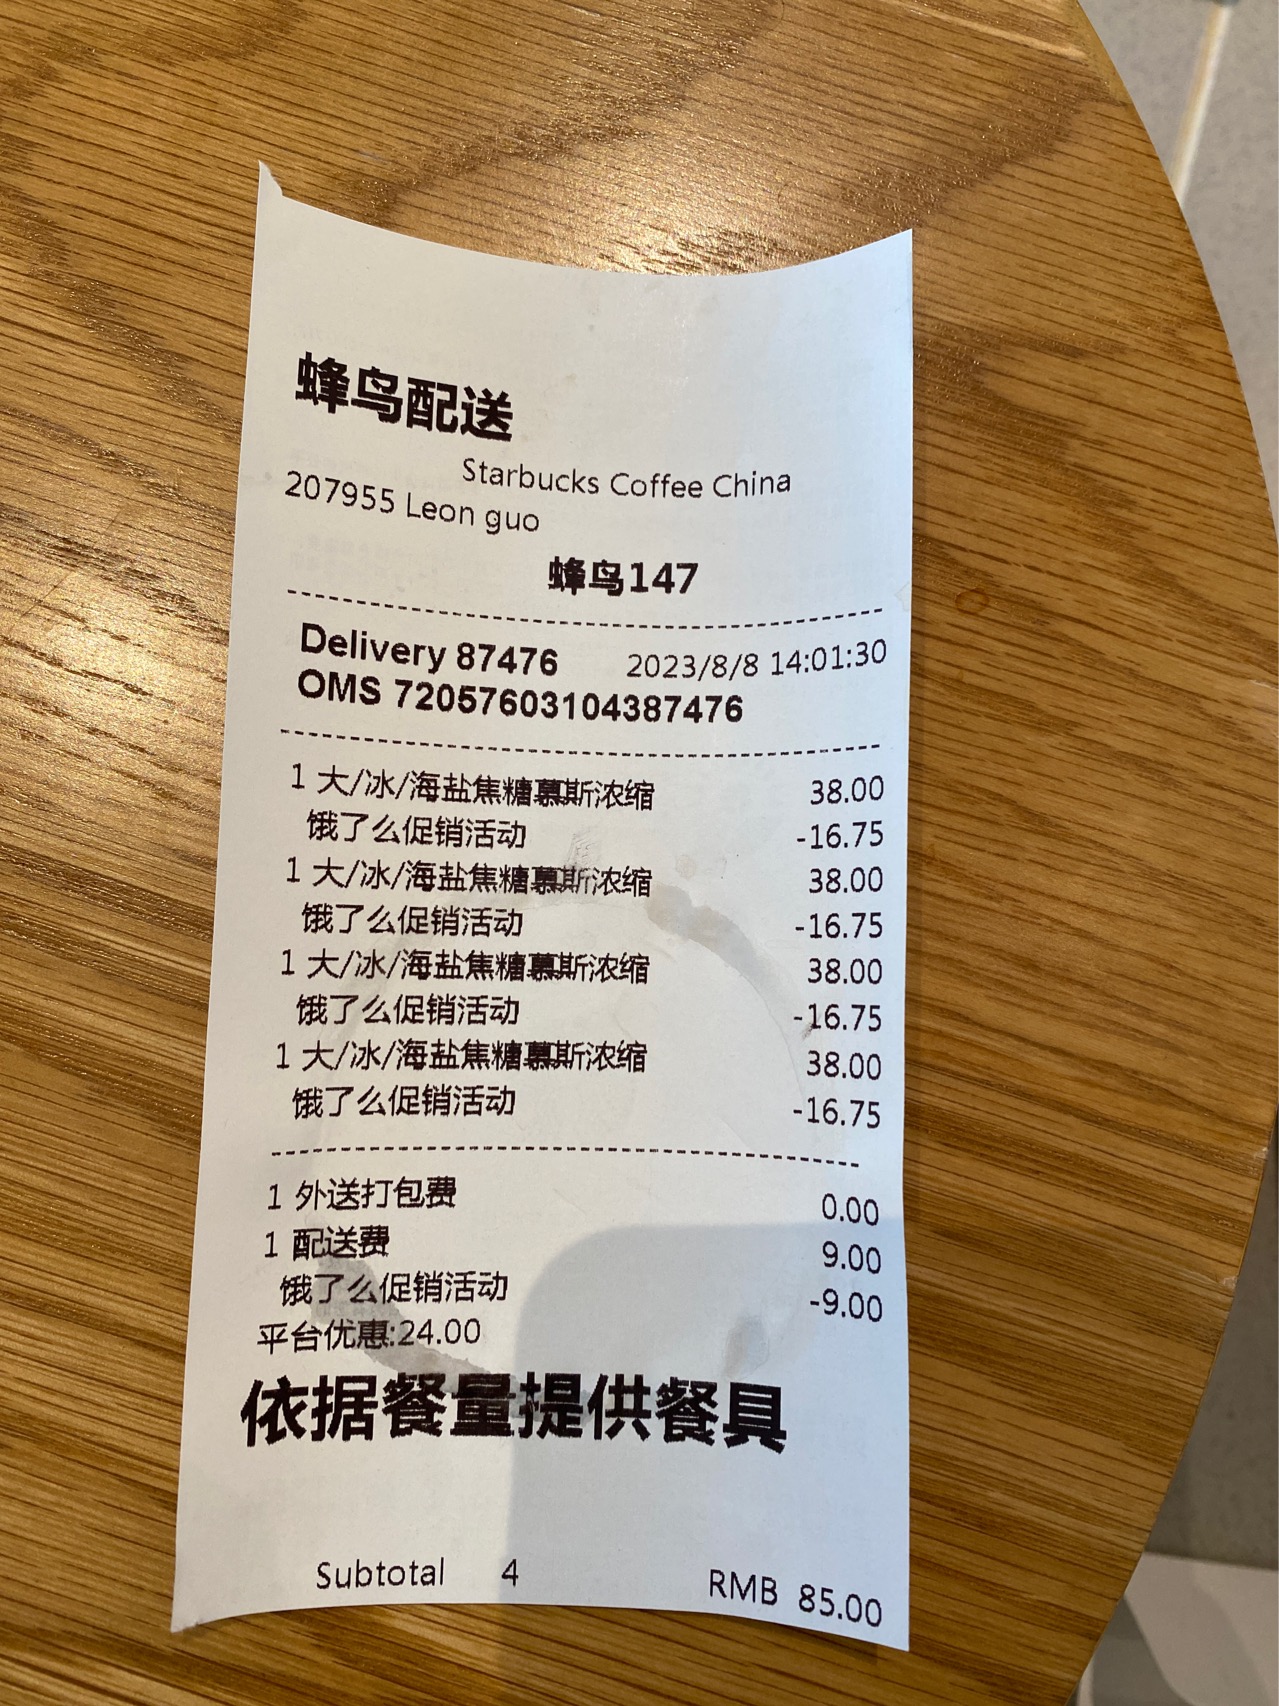 蜂鸟配送
Starbucks Coffee China
207955 Leon guo
蜂鸟147
Delivery 87476 2023/8/8 14:01:30
OMS 72057603104387476
1 大/冰/海盐焦糖慕斯浓缩 38.00
饿了么促销活动 -16.75
1 大/冰/海盐焦糖慕斯浓缩 38.00
饿了么促销活动 -16.75
1 大/冰/海盐焦糖慕斯浓缩 38.00
饿了么促销活动 -16.75
1 大/冰/海盐焦糖慕斯浓缩 38.00
饿了么促销活动 -16.75
1 外送打包费 0.00
1 配送费 9.00
饿了么促销活动 -9.00
平台优惠:24.00
依据餐量提供餐具
Subtotal 4 RMB 85.00